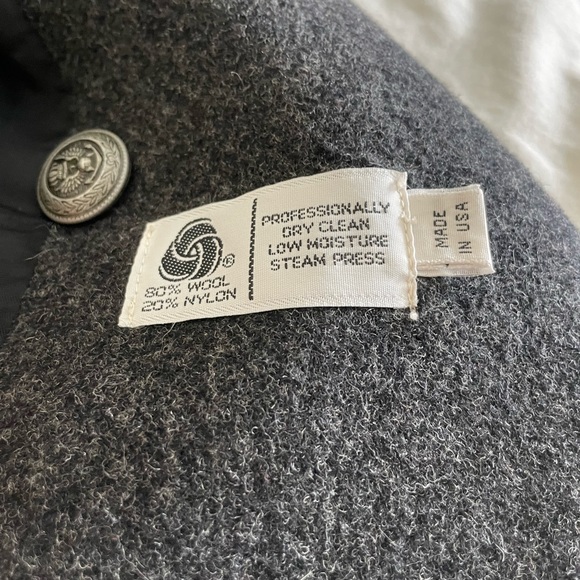 ®
80% WOOL
20% NYLON
PROFESSIONALLY
DRY CLEAN
LOW MOISTURE
STEAM PRESS
MADE
IN USA